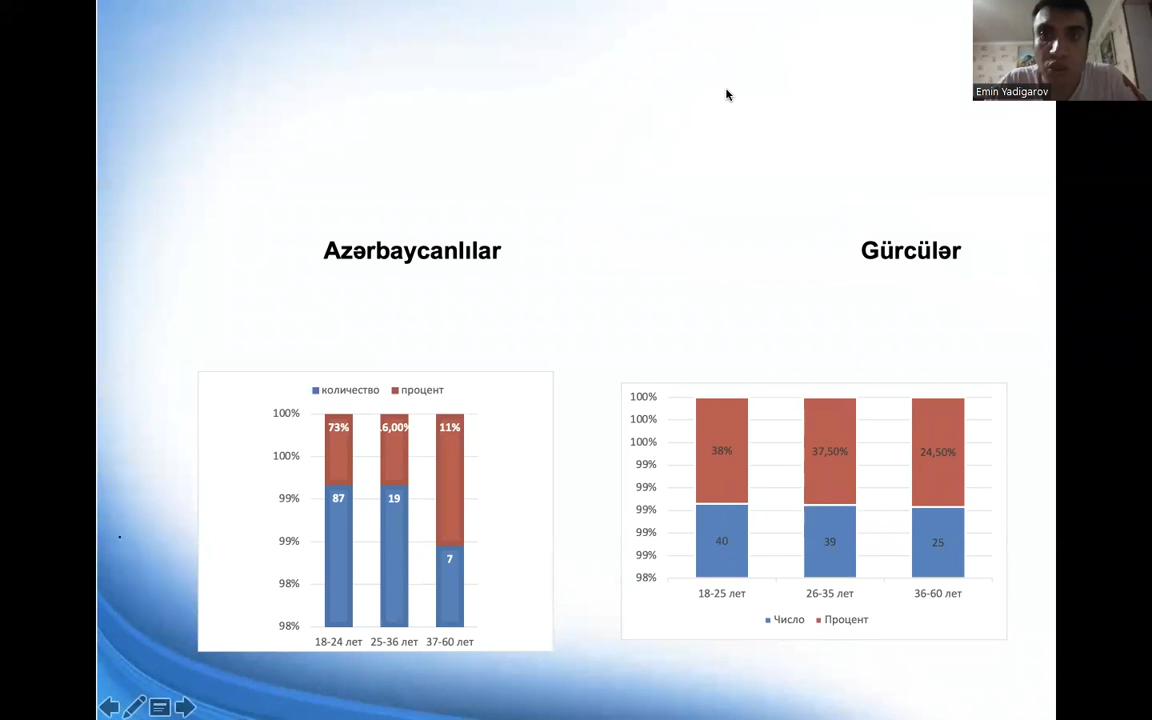 Emin Yadigarov
Azərbaycanlılar
Gürcülər
количество процент
100%
100%
99%
99%
98%
98%
73% 11%
87 19 7
18-24 лет 25-36 лет 37-60 лет
100%
100%
100%
99%
99%
99%
99%
99%
98%
38% 37,50% 24,50%
40 39 25
18-25 лет 26-35 лет 36-60 лет
Число Процент